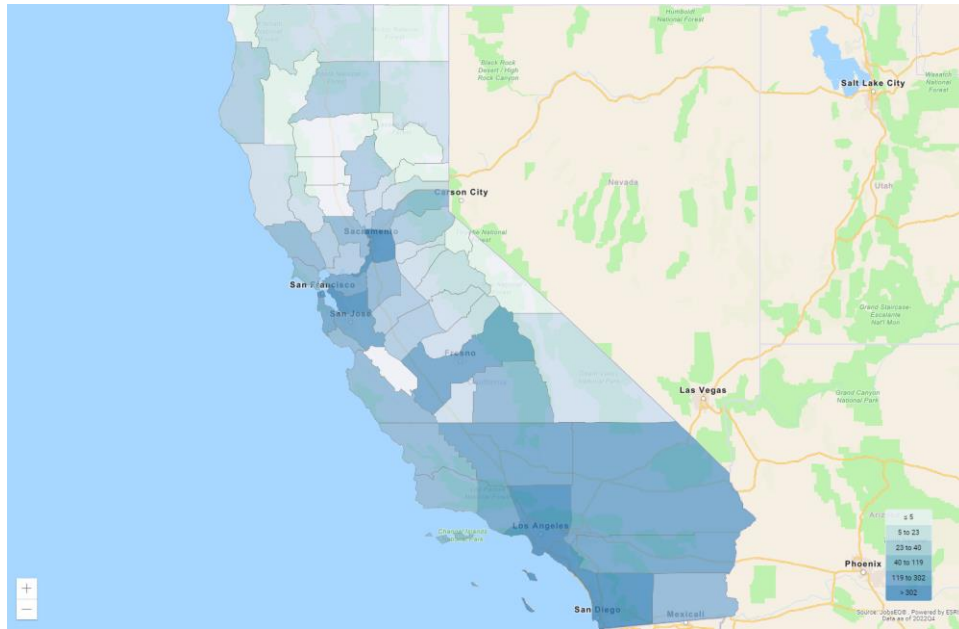 Humboldt
National Forest
Black Rock
Desert / High
Rock Canyon
Salt Lake City
Wasatch
National
Forest
Carson City
Nevada
Utah
Sacramento
San Francisco
San José
Fresno
Grand Staircase-
Escalante
Nat'l Mon
Las Vegas
Grand Canyon
National Park
Los Angeles
Channel Islands
National Park
San Diego
Mexicali
Phoenix
≤ 5
5 to 23
23 to 40
40 to 119
119 to 302
> 302
+
−
Source: JobsEQ®. Powered by ESRI
Data as of 2022Q4